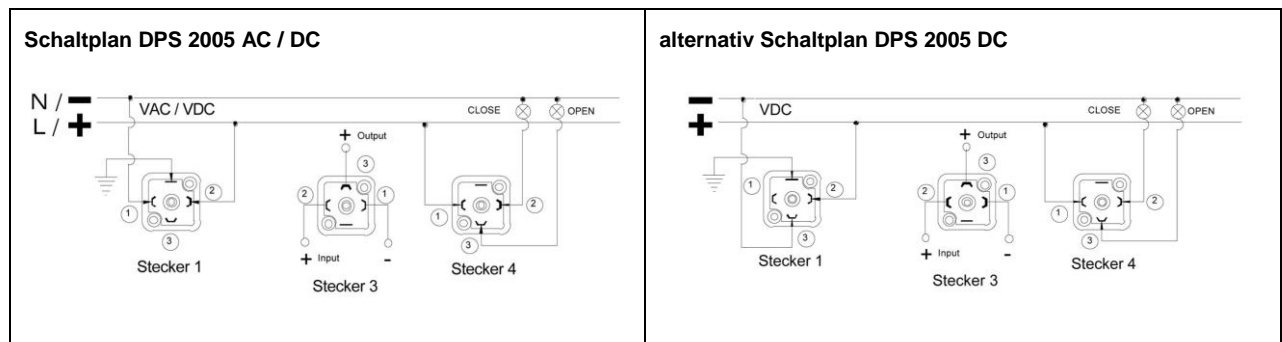 Schaltplan DPS 2005 AC / DC
N / −
VAC / VDC
CLOSE
OPEN
L / +
+ Output
3
2
2
1
1
2
1
3
3
+ Input
-
Stecker 1
Stecker 4
Stecker 3
alternativ Schaltplan DPS 2005 DC
−
VDC
CLOSE
OPEN
+
+ Output
3
1
2
2
1
1
2
3
3
+ Input
-
Stecker 1
Stecker 4
Stecker 3